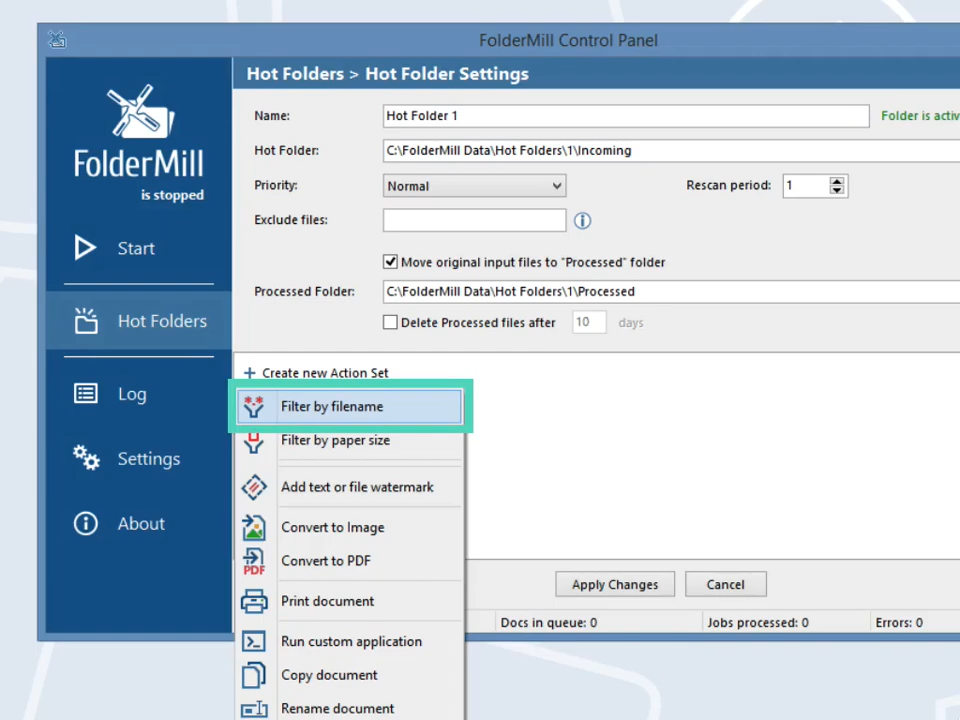 FolderMill Control Panel
FolderMill
is stopped
Start
Hot Folders
Log
Settings
About
Hot Folders > Hot Folder Settings
Name: Hot Folder 1 Folder is activ
Hot Folder: C:\FolderMill Data\Hot Folders\1\Incoming
Priority: Normal Rescan period: 1
Exclude files:
Move original input files to "Processed" folder
Processed Folder: C:\FolderMill Data\Hot Folders\1\Processed
Delete Processed files after 10 days
+ Create new Action Set
Filter by filename
Filter by paper size
Add text or file watermark
Convert to Image
PDF Convert to PDF
Print document
Run custom application
Copy document
Rename document
Apply Changes Cancel
Docs in queue: 0 Jobs processed: 0 Errors: 0